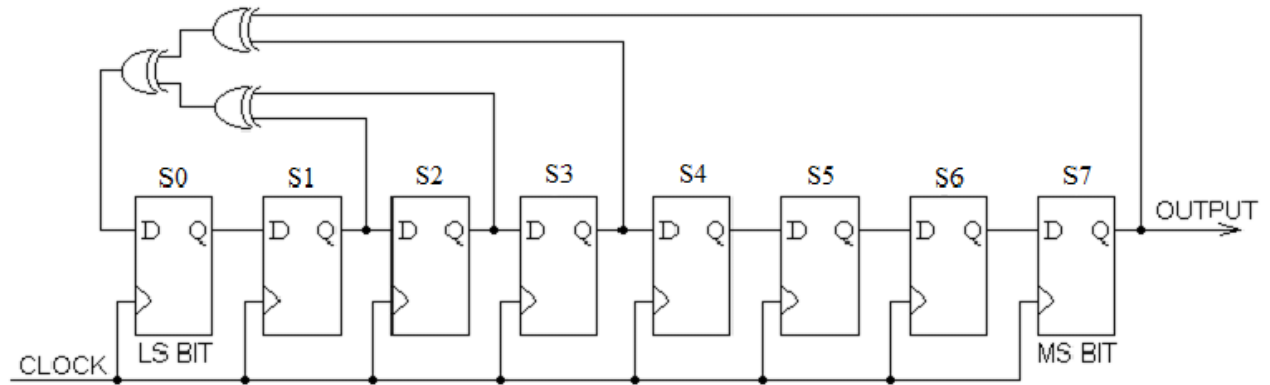 S0 S1 S2 S3 S4 S5 S6 S7
D Q D Q D Q D Q D Q D Q D Q D Q
OUTPUT
LS BIT
MS BIT
CLOCK